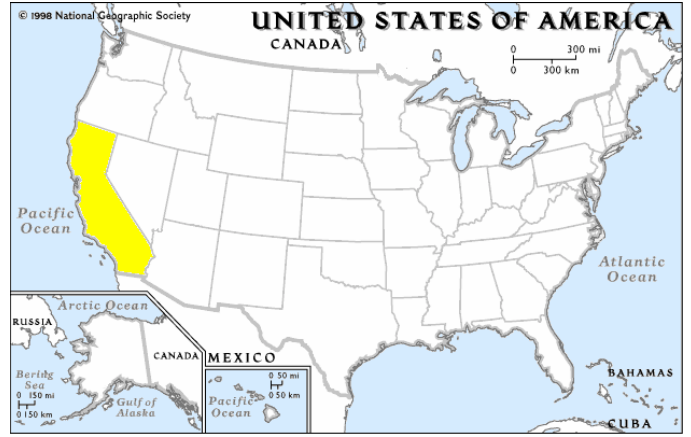 © 1998 National Geographic Society
UNITED STATES OF AMERICA
CANADA
0 300 mi
0 300 km
Pacific
Ocean
Atlantic
Ocean
Arctic Ocean
RUSSIA
CANADA
MEXICO
Bering
Sea
0 150 mi
0 150 km
Gulf of
Alaska
0 50 mi
0 50 km
Pacific
Ocean
BAHAMAS
CUBA